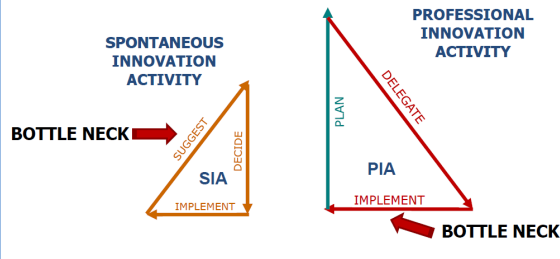 SPONTANEOUS
INNOVATION
ACTIVITY
BOTTLE NECK
SUGGEST
DECIDE
SIA
IMPLEMENT
PROFESSIONAL
INNOVATION
ACTIVITY
PLAN
DELEGATE
PIA
IMPLEMENT
BOTTLE NECK